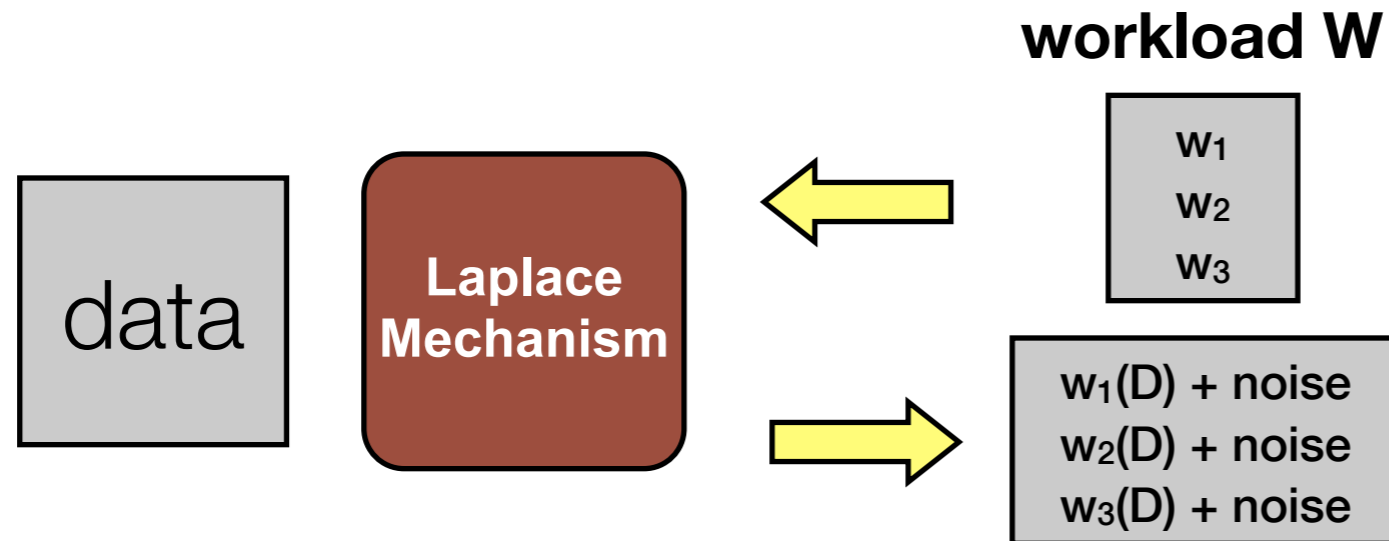 workload W
w₁
w₂
w₃
data
Laplace
Mechanism
w₁(D) + noise
w₂(D) + noise
w₃(D) + noise